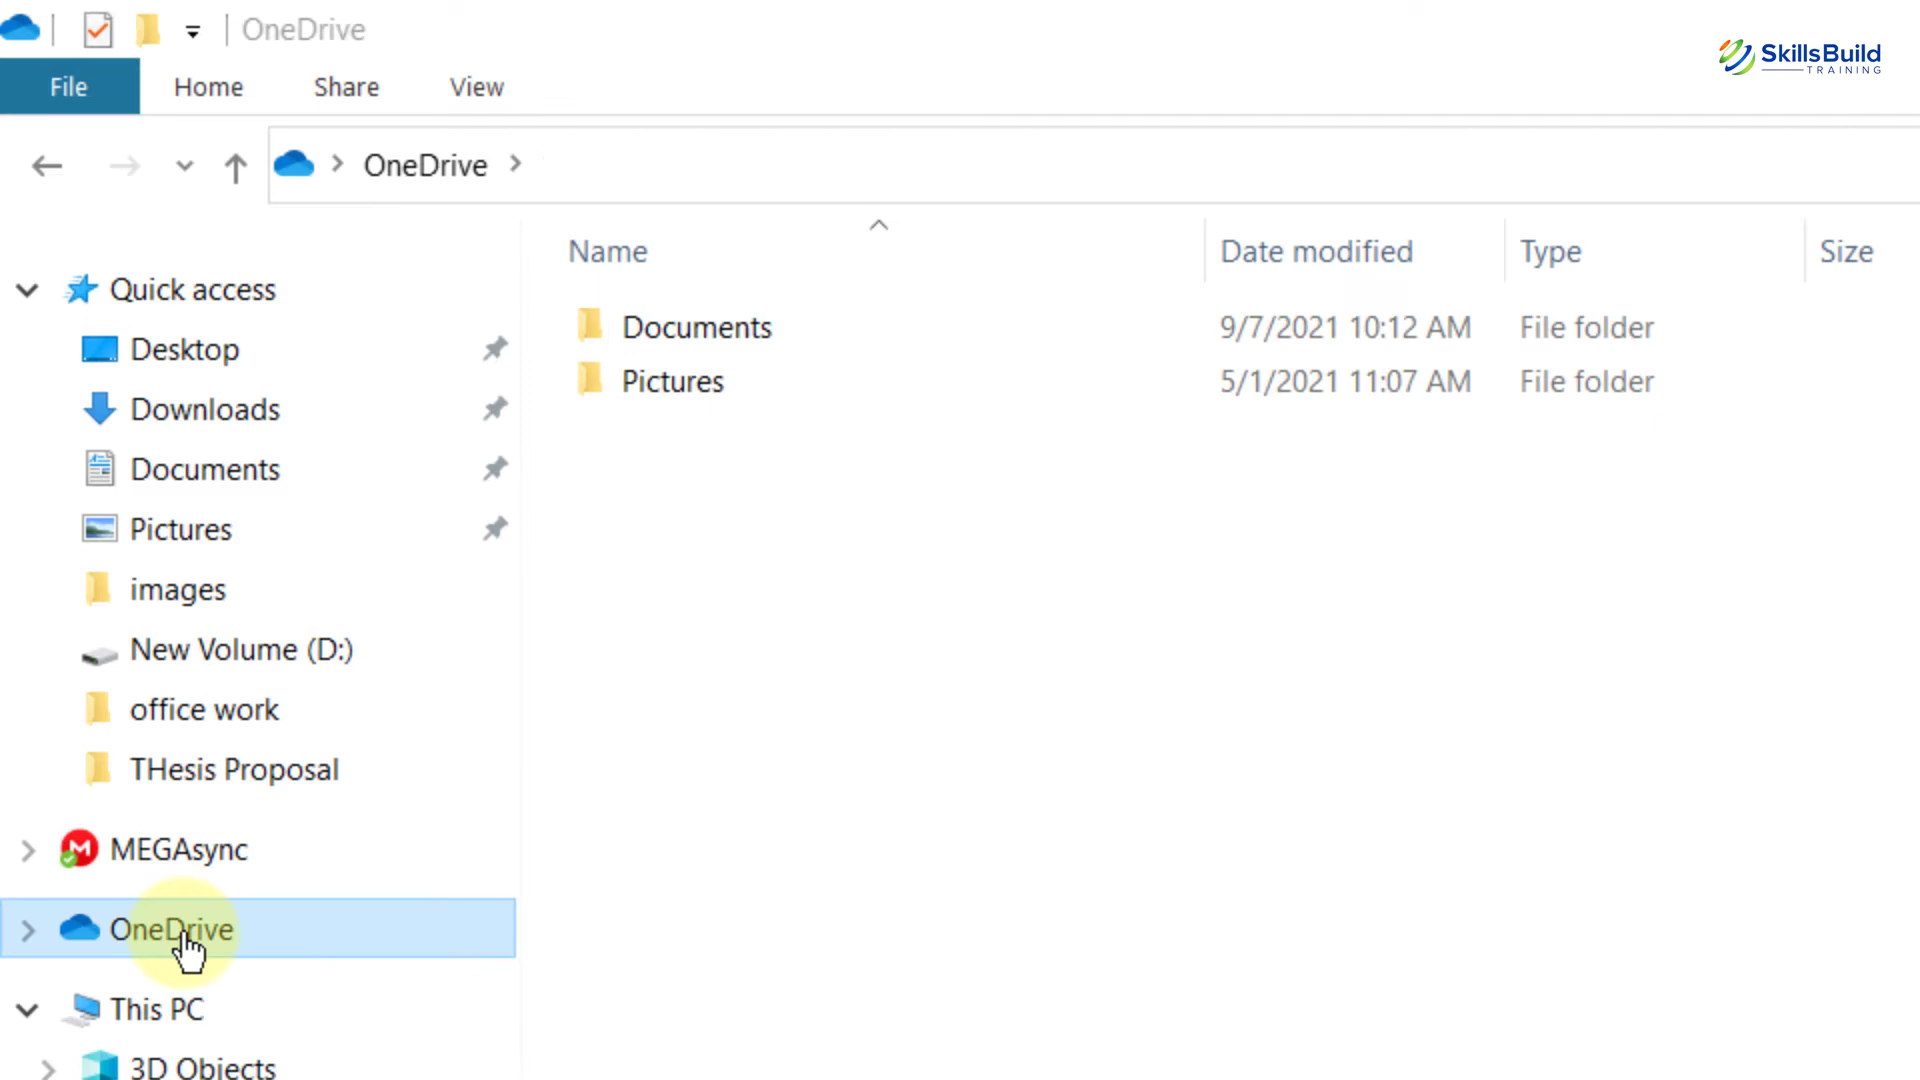 OneDrive
SkillsBuild
TRAINING
File Home Share View
OneDrive
Name Date modified Type Size
Quick access
Desktop
Downloads
Documents
Pictures
images
New Volume (D:)
office work
THesis Proposal
MEGAsync
OneDrive
This PC
3D Objects
Documents 9/7/2021 10:12 AM File folder
Pictures 5/1/2021 11:07 AM File folder